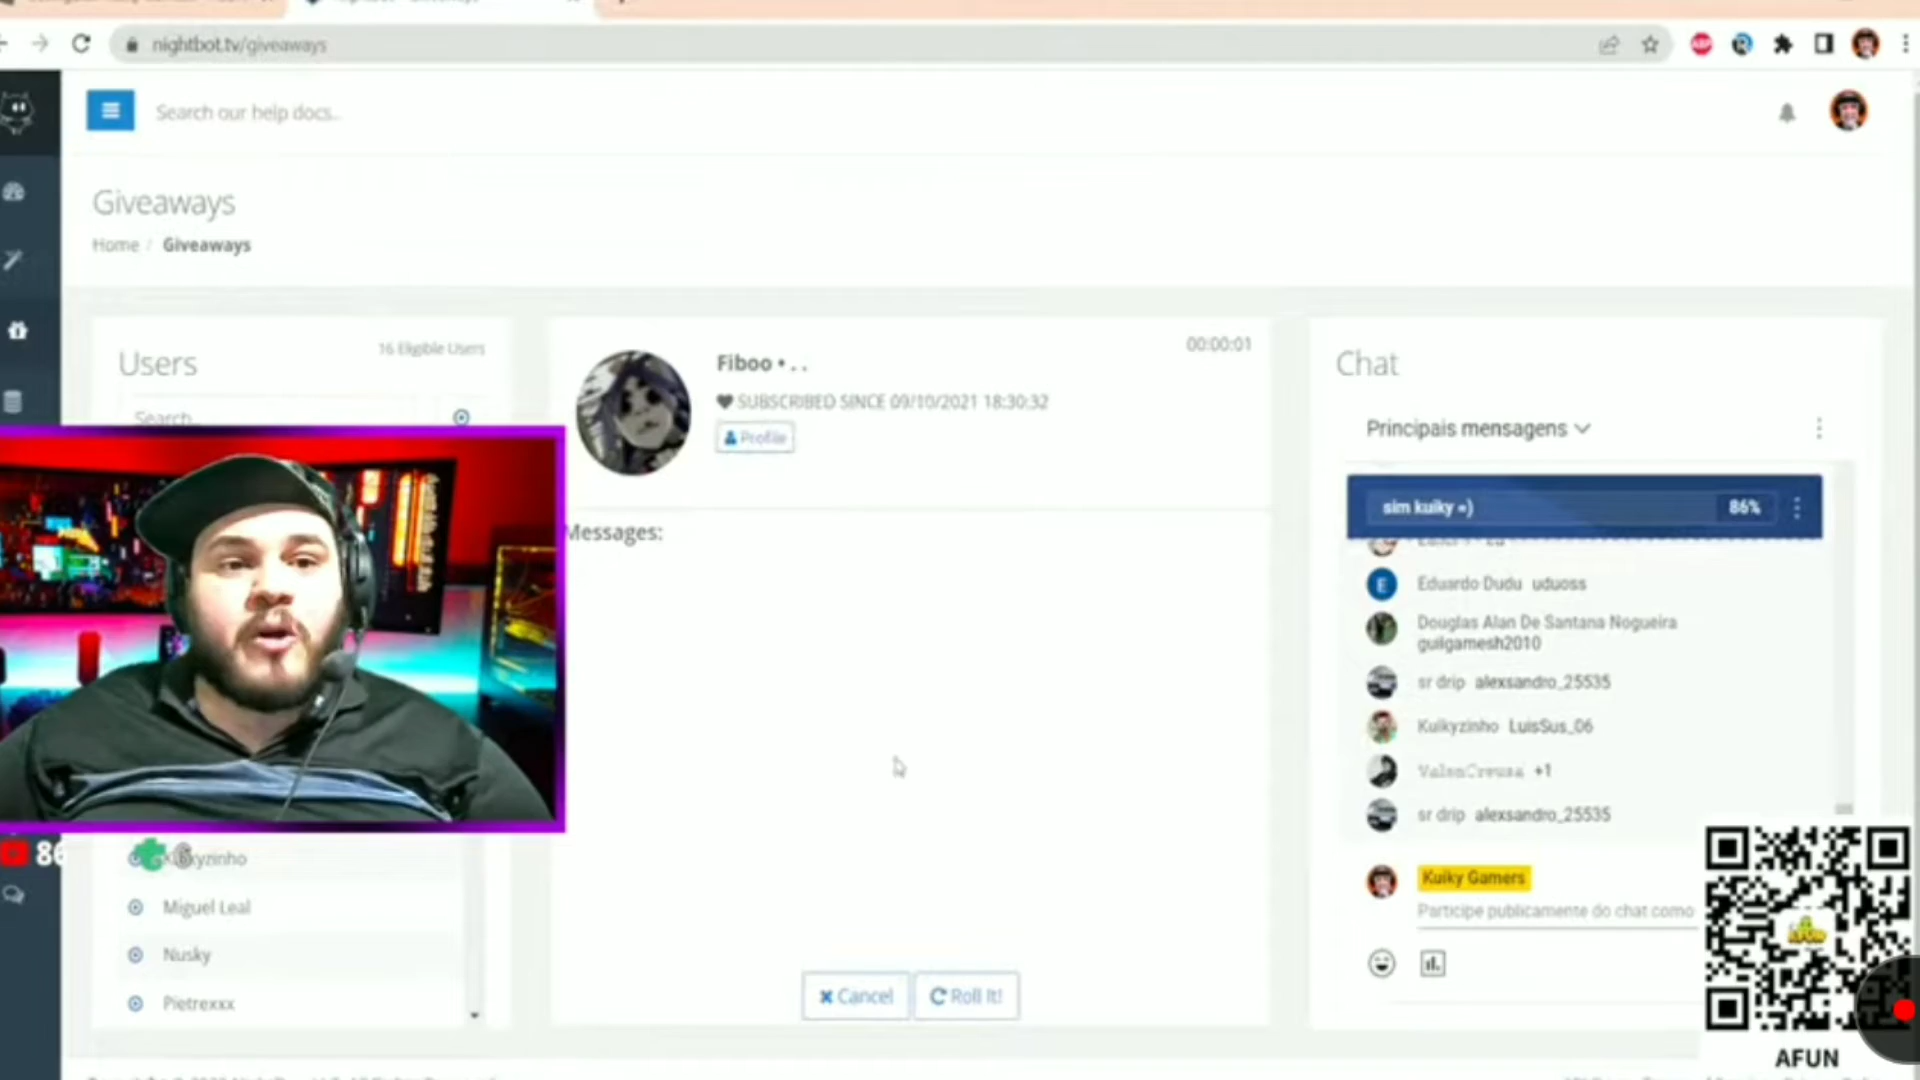 nightbot.tv/giveaways
Search our help docs..
Giveaways
Home / Giveaways
Users
16 Eligible Users
Search..
Fiboo • . .
00:00:01
SUBSCRIBED SINCE 09/10/2021 18:30:32
Profile
Messages:
Cancel
Roll It!
86
Miguel Leal
Nusky
Pietrexxx
Chat
Principais mensagens
sim kuiky =)
86%
Eduardo Dudu uduoss
Douglas Alan De Santana Nogueira
guilgamesh2010
sr drip alexsandro_25535
Kuikyzinho LuisSus_06
ValenCreusa +1
sr drip alexsandro_25535
Kuiky Gamers
Participe publicamente do chat como
AFUN